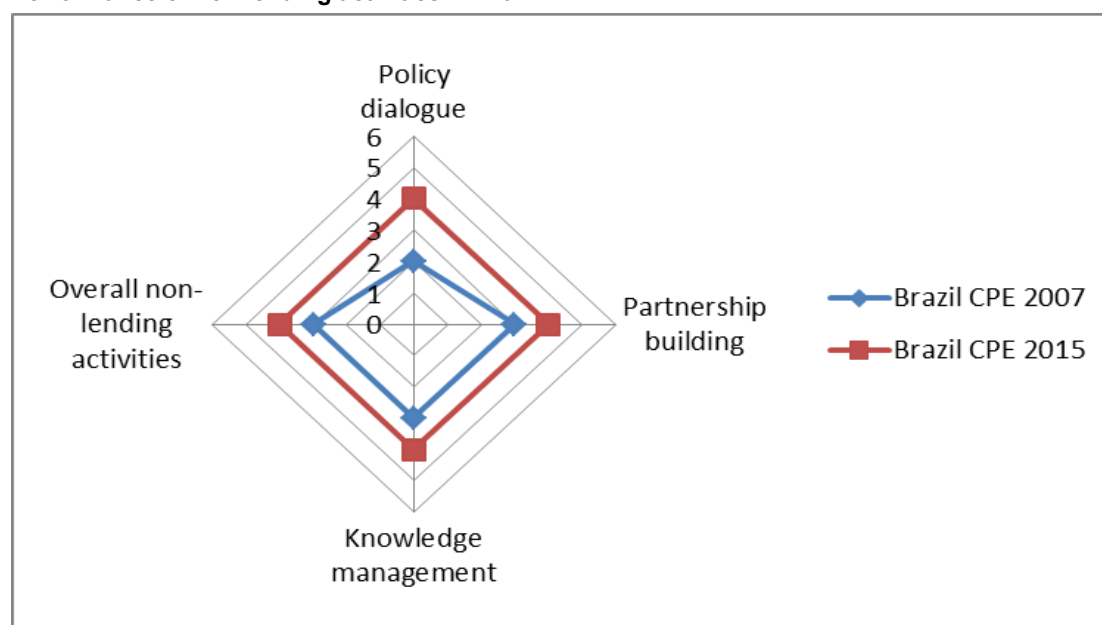 Policy
dialogue
6
5
4
3
2
1
0
Overall non-
lending
activities
Partnership
building
Knowledge
management
Brazil CPE 2007
Brazil CPE 2015